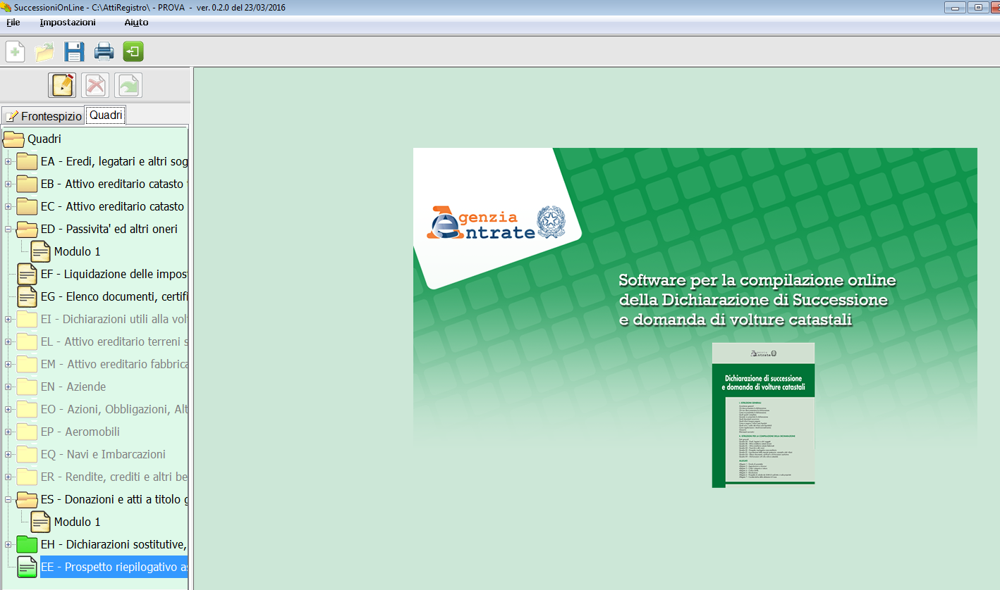 SuccessioniOnLine - C:\AttiRegistro\ - PROVA - ver. 0.2.0 del 23/03/2016
File Impostazioni Aiuto
Frontespizio Quadri
Quadri
EA - Eredi, legatari e altri sog
EB - Attivo ereditario catasto
EC - Attivo ereditario catasto
ED - Passivita' ed altri oneri
Modulo 1
EF - Liquidazione delle impos
EG - Elenco documenti, certifi
EI - Dichiarazioni utili alla vol
EL - Attivo ereditario terreni s
EM - Attivo ereditario fabbrica
EN - Aziende
EO - Azioni, Obbligazioni, Alt
EP - Aeromobili
EQ - Navi e Imbarcazioni
ER - Rendite, crediti e altri be
ES - Donazioni e atti a titolo g
Modulo 1
EH - Dichiarazioni sostitutive,
EE - Prospetto riepilogativo as
Agenzia
Entrate
Software per la compilazione online
della Dichiarazione di Successione
e domanda di volture catastali
Agenzia
Entrate
Dichiarazione di successione
e domanda di volture catastali